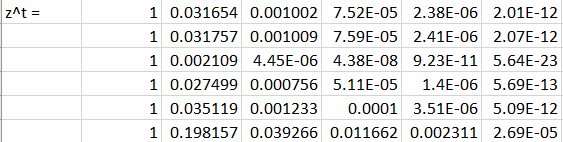 z^t = 1 0.031654 0.001002 7.52E-05 2.38E-06 2.01E-12
1 0.031757 0.001009 7.59E-05 2.41E-06 2.07E-12
1 0.002109 4.45E-06 4.38E-08 9.23E-11 5.64E-23
1 0.027499 0.000756 5.11E-05 1.4E-06 5.69E-13
1 0.035119 0.001233 0.0001 3.51E-06 5.09E-12
1 0.198157 0.039266 0.011662 0.002311 2.69E-05